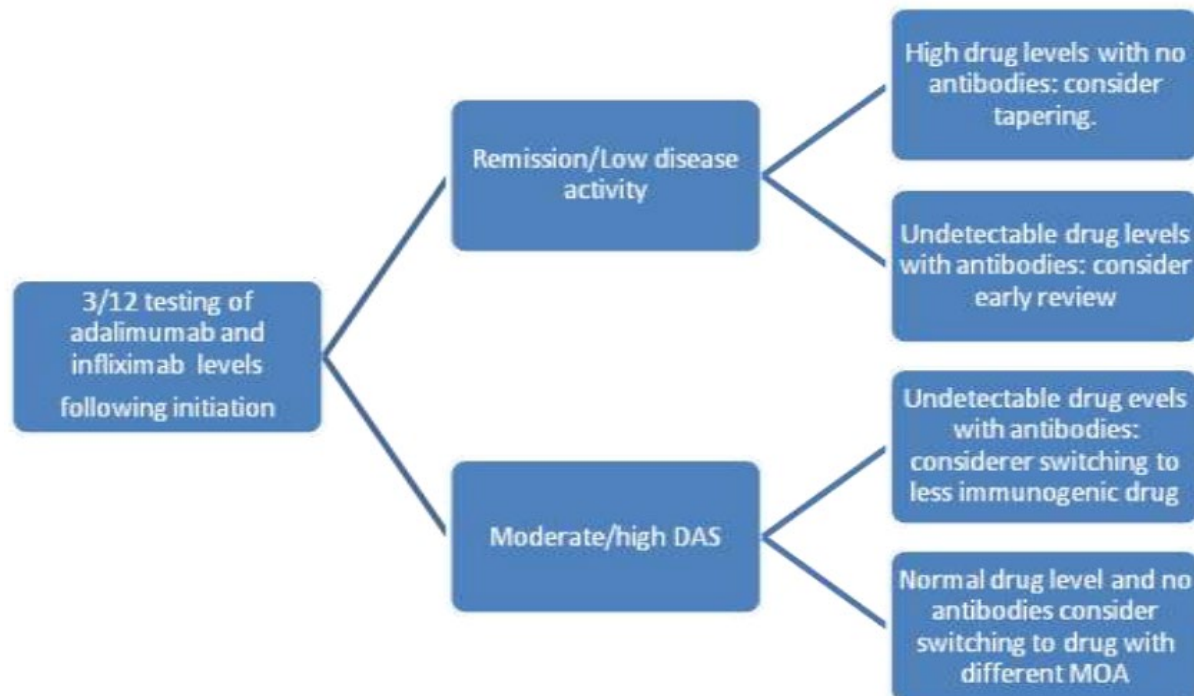 3/12 testing of
adalimumab and
infliximab levels
following initiation
Remission/Low disease
activity
Moderate/high DAS
High drug levels with no
antibodies: consider
tapering.
Undetectable drug levels
with antibodies: consider
early review
Undetectable drug evels
with antibodies:
considerer switching to
less immunogenic drug
Normal drug level and no
antibodies consider
switching to drug with
different MOA